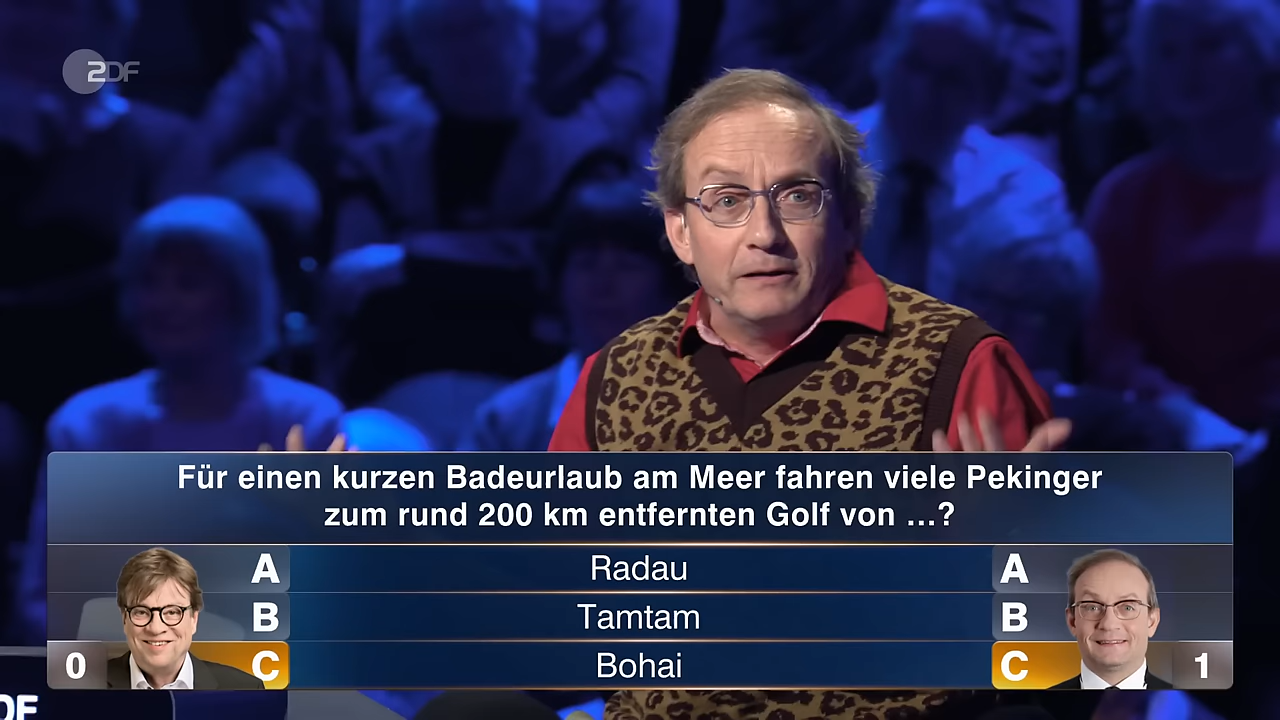 ZDF
Für einen kurzen Badeurlaub am Meer fahren viele Pekinger
zum rund 200 km entfernten Golf von ...?
A Radau A
B Tamtam B
0 C Bohai C 1
DF